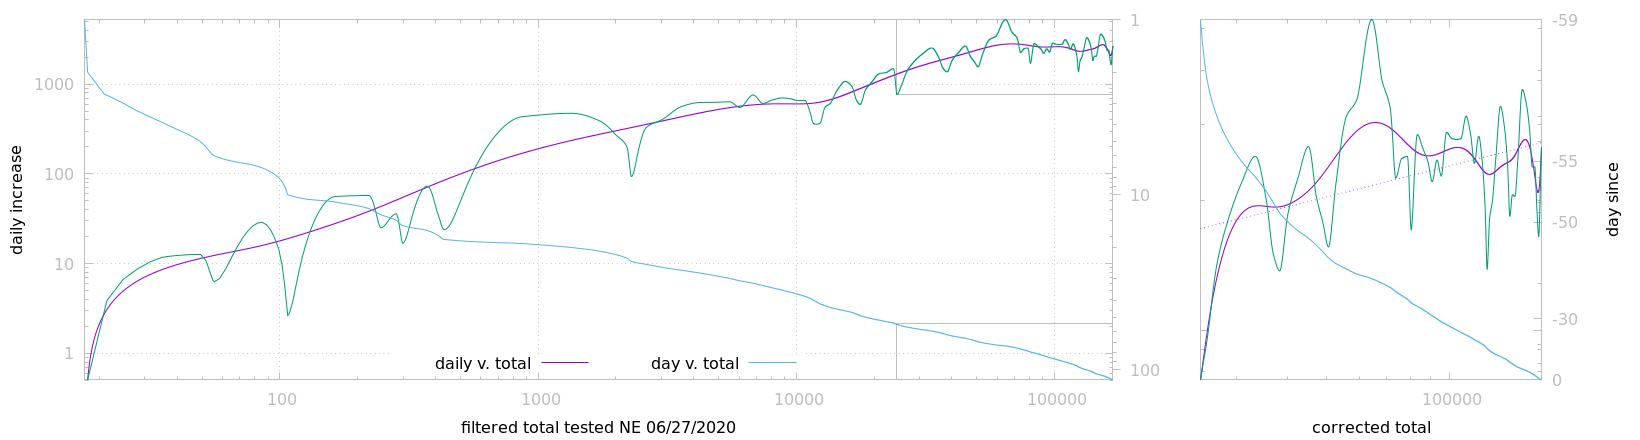 daily increase
1000
100
10
1
100
1000
10000
100000
filtered total tested NE 06/27/2020
daily v. total
day v. total
1
10
100
-59
-55
-50
-30
0
day since
100000
corrected total